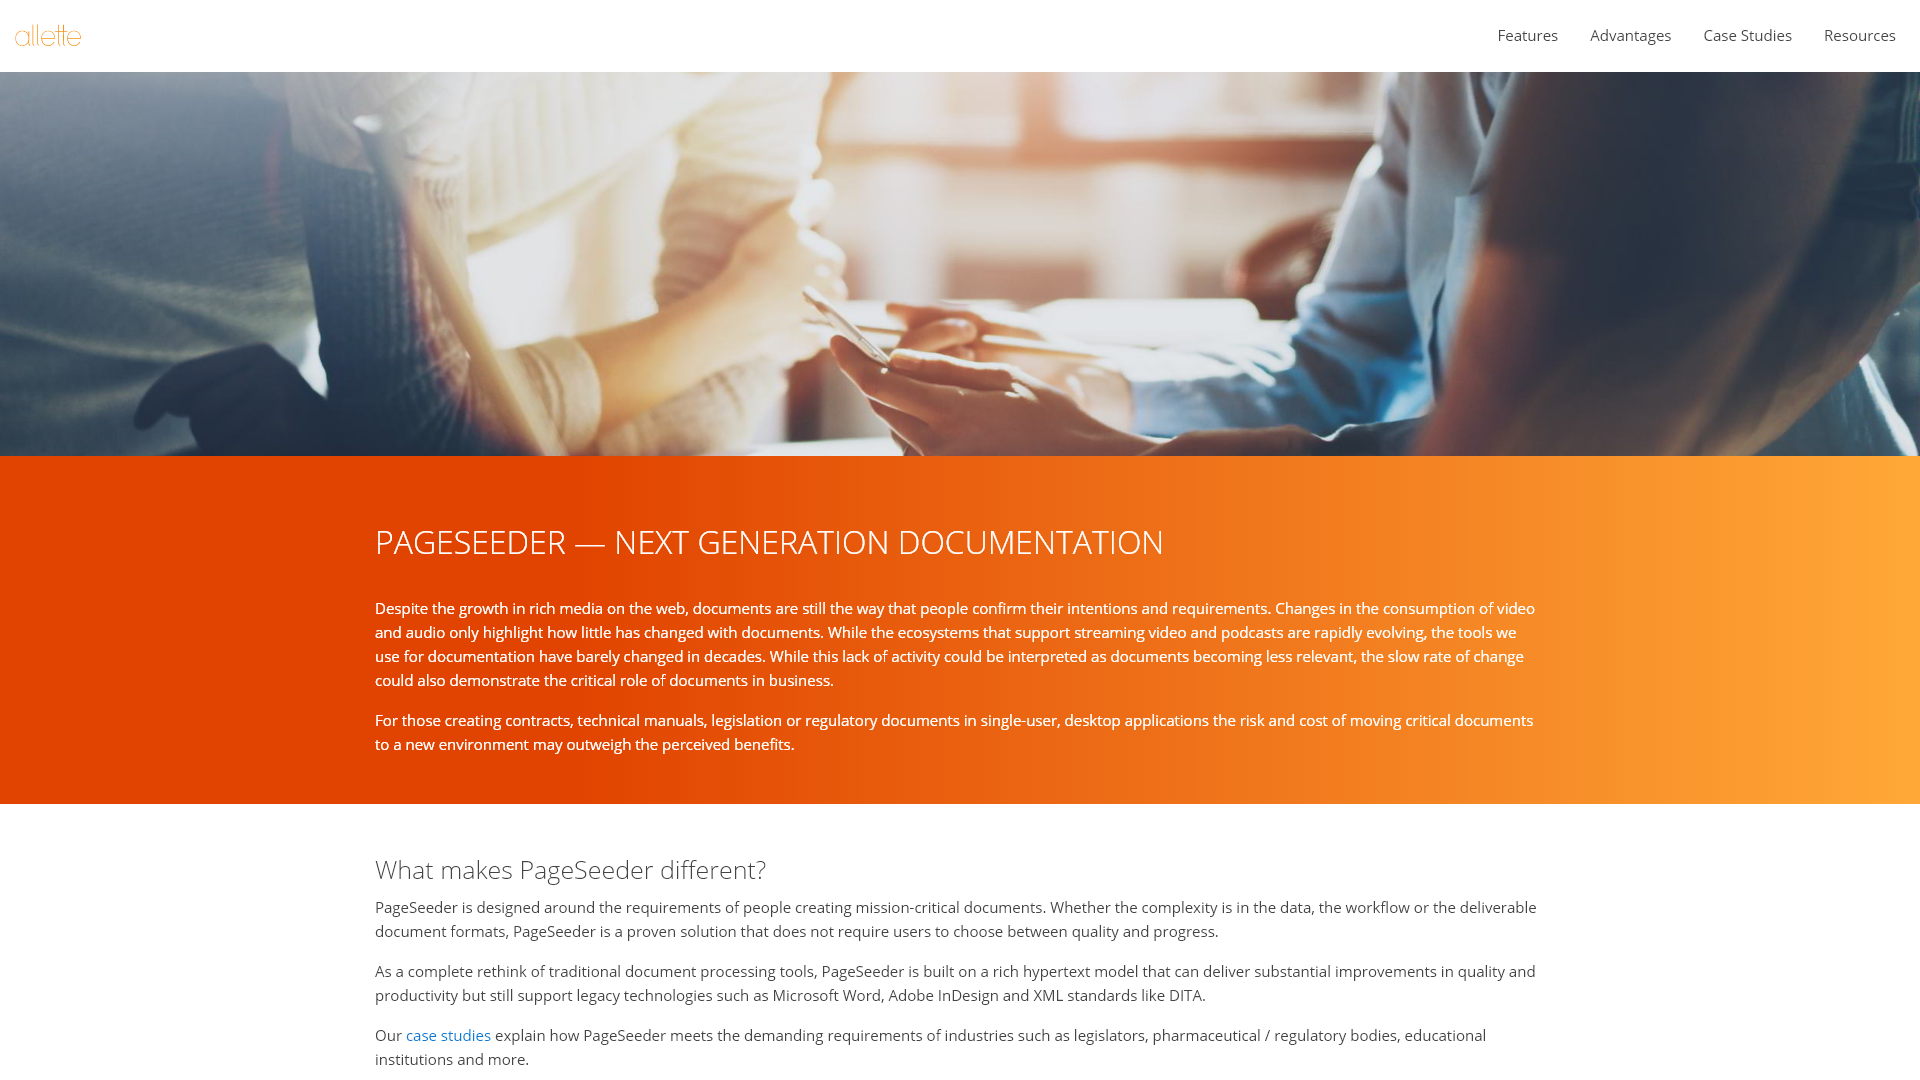 allette
Features
Advantages
Case Studies
Resources
PAGESEEDER — NEXT GENERATION DOCUMENTATION
Despite the growth in rich media on the web, documents are still the way that people confirm their intentions and requirements. Changes in the consumption of video
and audio only highlight how little has changed with documents. While the ecosystems that support streaming video and podcasts are rapidly evolving, the tools we
use for documentation have barely changed in decades. While this lack of activity could be interpreted as documents becoming less relevant, the slow rate of change
could also demonstrate the critical role of documents in business.
For those creating contracts, technical manuals, legislation or regulatory documents in single-user, desktop applications the risk and cost of moving critical documents
to a new environment may outweigh the perceived benefits.
What makes PageSeeder different?
PageSeeder is designed around the requirements of people creating mission-critical documents. Whether the complexity is in the data, the workflow or the deliverable
document formats, PageSeeder is a proven solution that does not require users to choose between quality and progress.
As a complete rethink of traditional document processing tools, PageSeeder is built on a rich hypertext model that can deliver substantial improvements in quality and
productivity but still support legacy technologies such as Microsoft Word, Adobe InDesign and XML standards like DITA.
Our case studies explain how PageSeeder meets the demanding requirements of industries such as legislators, pharmaceutical / regulatory bodies, educational
institutions and more.